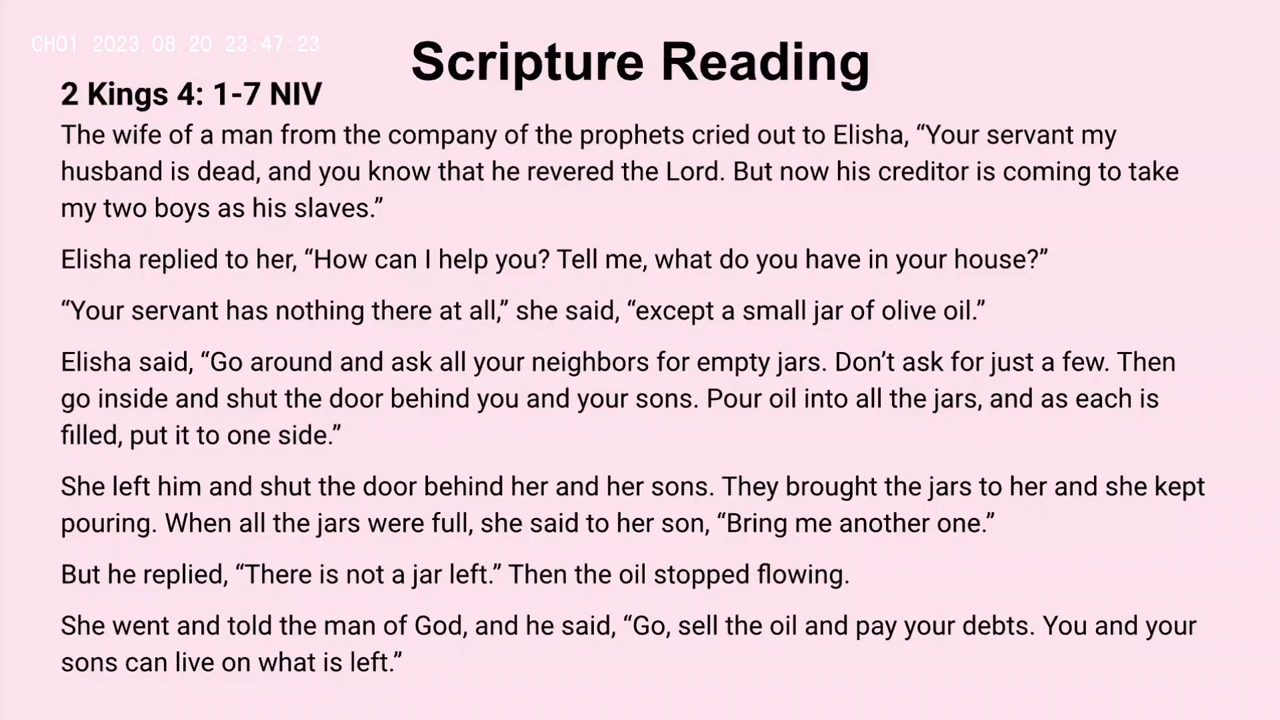 CH01 2023.08.20 23:47:23
Scripture Reading
2 Kings 4: 1-7 NIV
The wife of a man from the company of the prophets cried out to Elisha, “Your servant my
husband is dead, and you know that he revered the Lord. But now his creditor is coming to take
my two boys as his slaves.”
Elisha replied to her, “How can I help you? Tell me, what do you have in your house?”
“Your servant has nothing there at all,” she said, “except a small jar of olive oil.”
Elisha said, “Go around and ask all your neighbors for empty jars. Don’t ask for just a few. Then
go inside and shut the door behind you and your sons. Pour oil into all the jars, and as each is
filled, put it to one side.”
She left him and shut the door behind her and her sons. They brought the jars to her and she kept
pouring. When all the jars were full, she said to her son, “Bring me another one.”
But he replied, “There is not a jar left.” Then the oil stopped flowing.
She went and told the man of God, and he said, “Go, sell the oil and pay your debts. You and your
sons can live on what is left.”